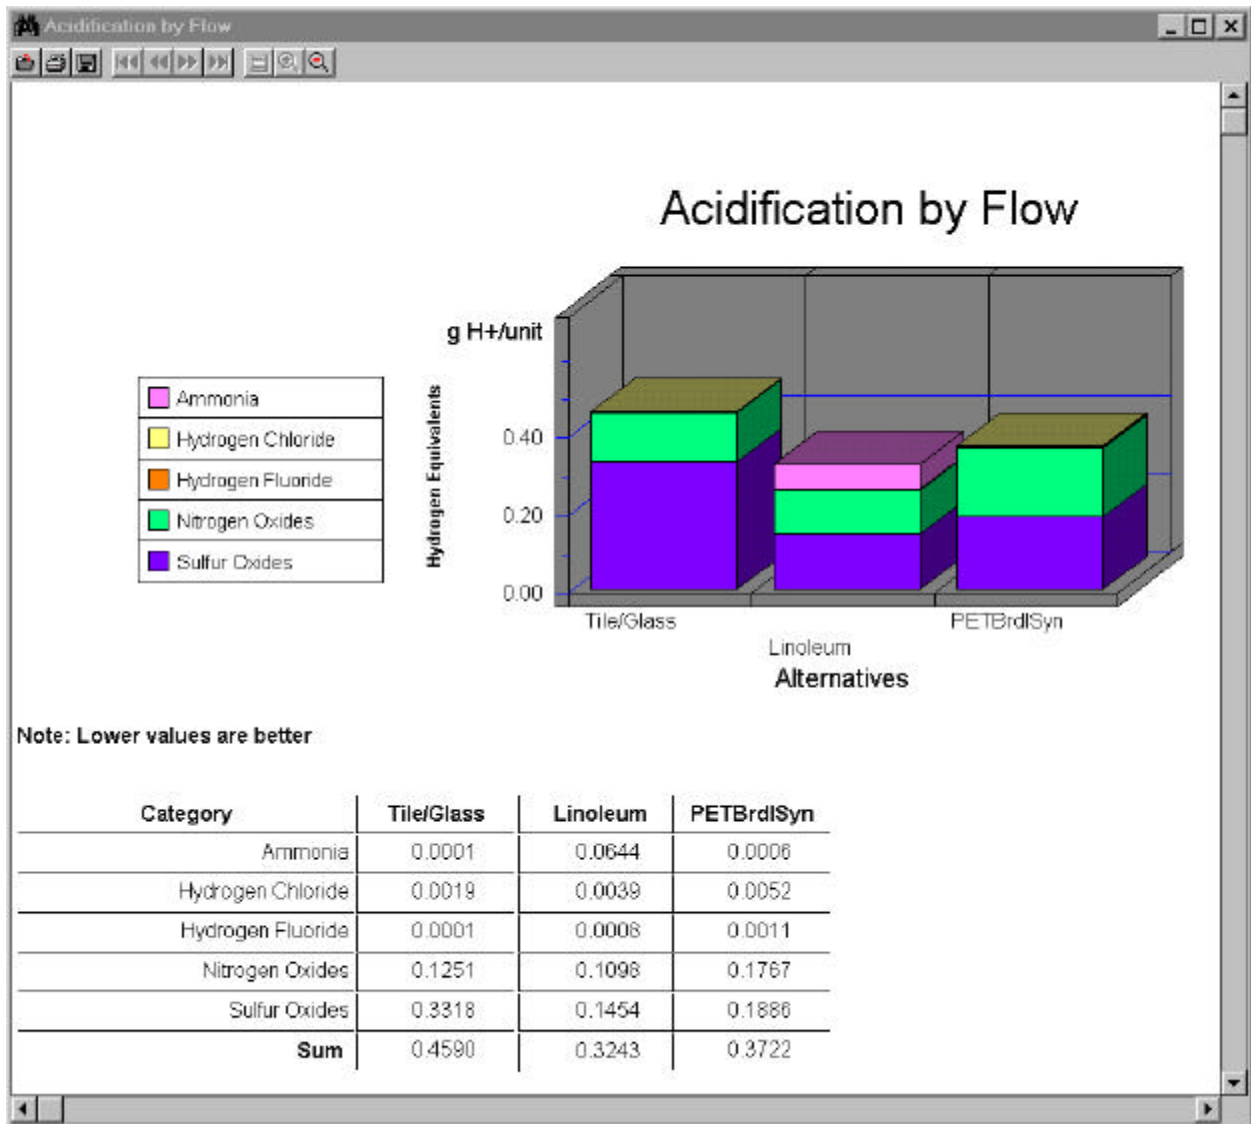 Acidification by Flow
Acidification by Flow
g H+/unit
Hydrogen Equivalents
0.40
0.20
0.00
Ammonia
Hydrogen Chloride
Hydrogen Fluoride
Nitrogen Oxides
Sulfur Oxides
Tile/Glass PETBrdlSyn
Linoleum
Alternatives
Note: Lower values are better
Category Tile/Glass Linoleum PETBrdlSyn
Ammonia 0.0001 0.0644 0.0006
Hydrogen Chloride 0.0019 0.0039 0.0052
Hydrogen Fluoride 0.0001 0.0008 0.0011
Nitrogen Oxides 0.1251 0.1098 0.1767
Sulfur Oxides 0.3318 0.1454 0.1886
Sum 0.4590 0.3243 0.3722